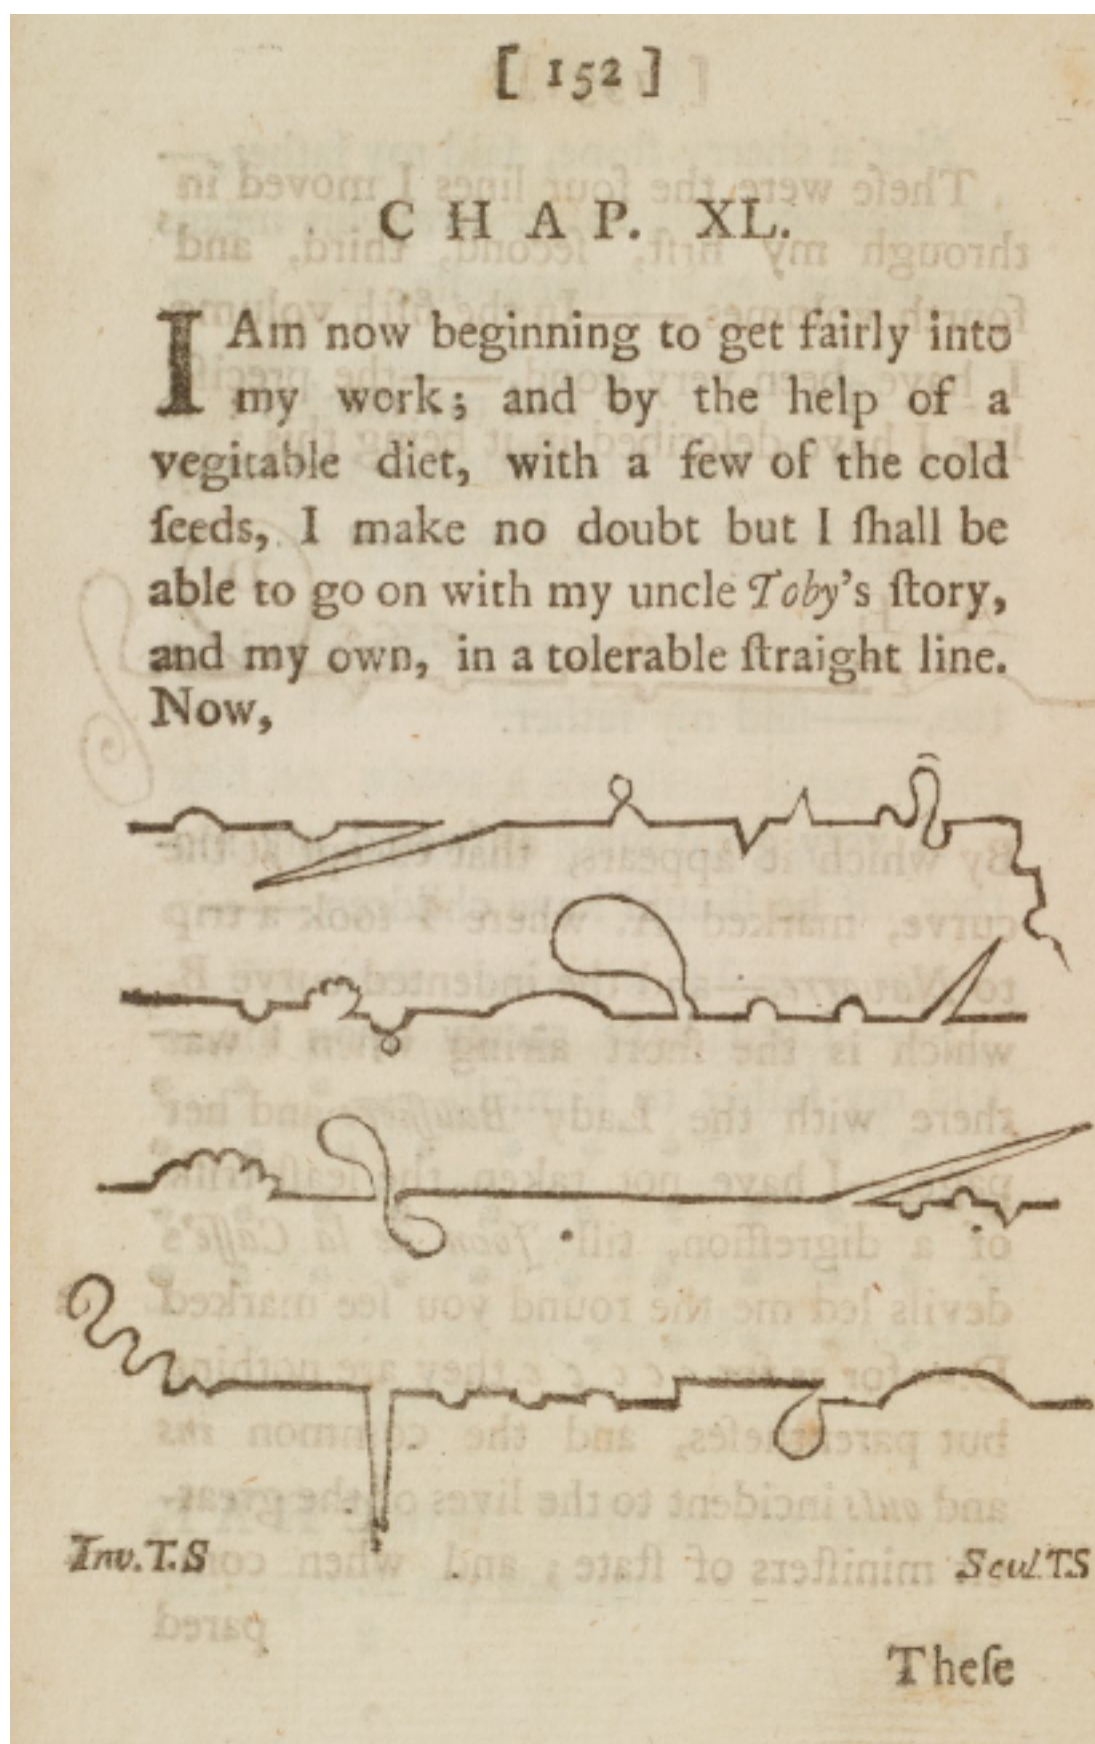 [ 152 ]
CHAP. XL.
I Am now beginning to get fairly into
my work; and by the help of a
vegitable diet, with a few of the cold
ſeeds, I make no doubt but I ſhall be
able to go on with my uncle Toby's ſtory,
and my own, in a tolerable ſtraight line.
Now,
Inv. T. S
Scul. T S
Theſe